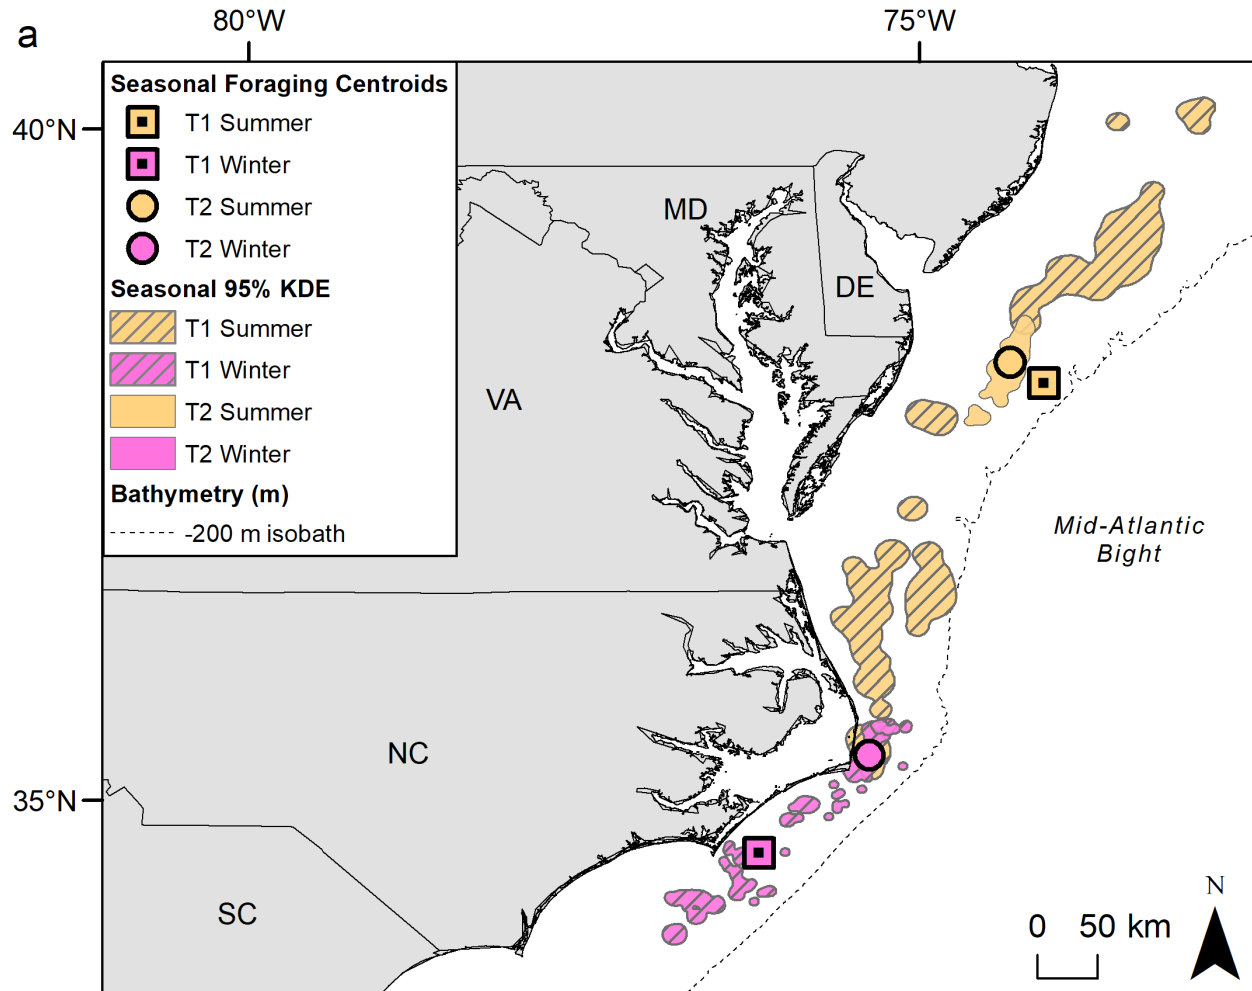 a
80°W
75°W
40°N
35°N
Seasonal Foraging Centroids
T1 Summer
T1 Winter
T2 Summer
T2 Winter
Seasonal 95% KDE
T1 Summer
T1 Winter
T2 Summer
T2 Winter
Bathymetry (m)
-200 m isobath
MD
DE
VA
Mid-Atlantic
Bight
NC
SC
N
0 50 km